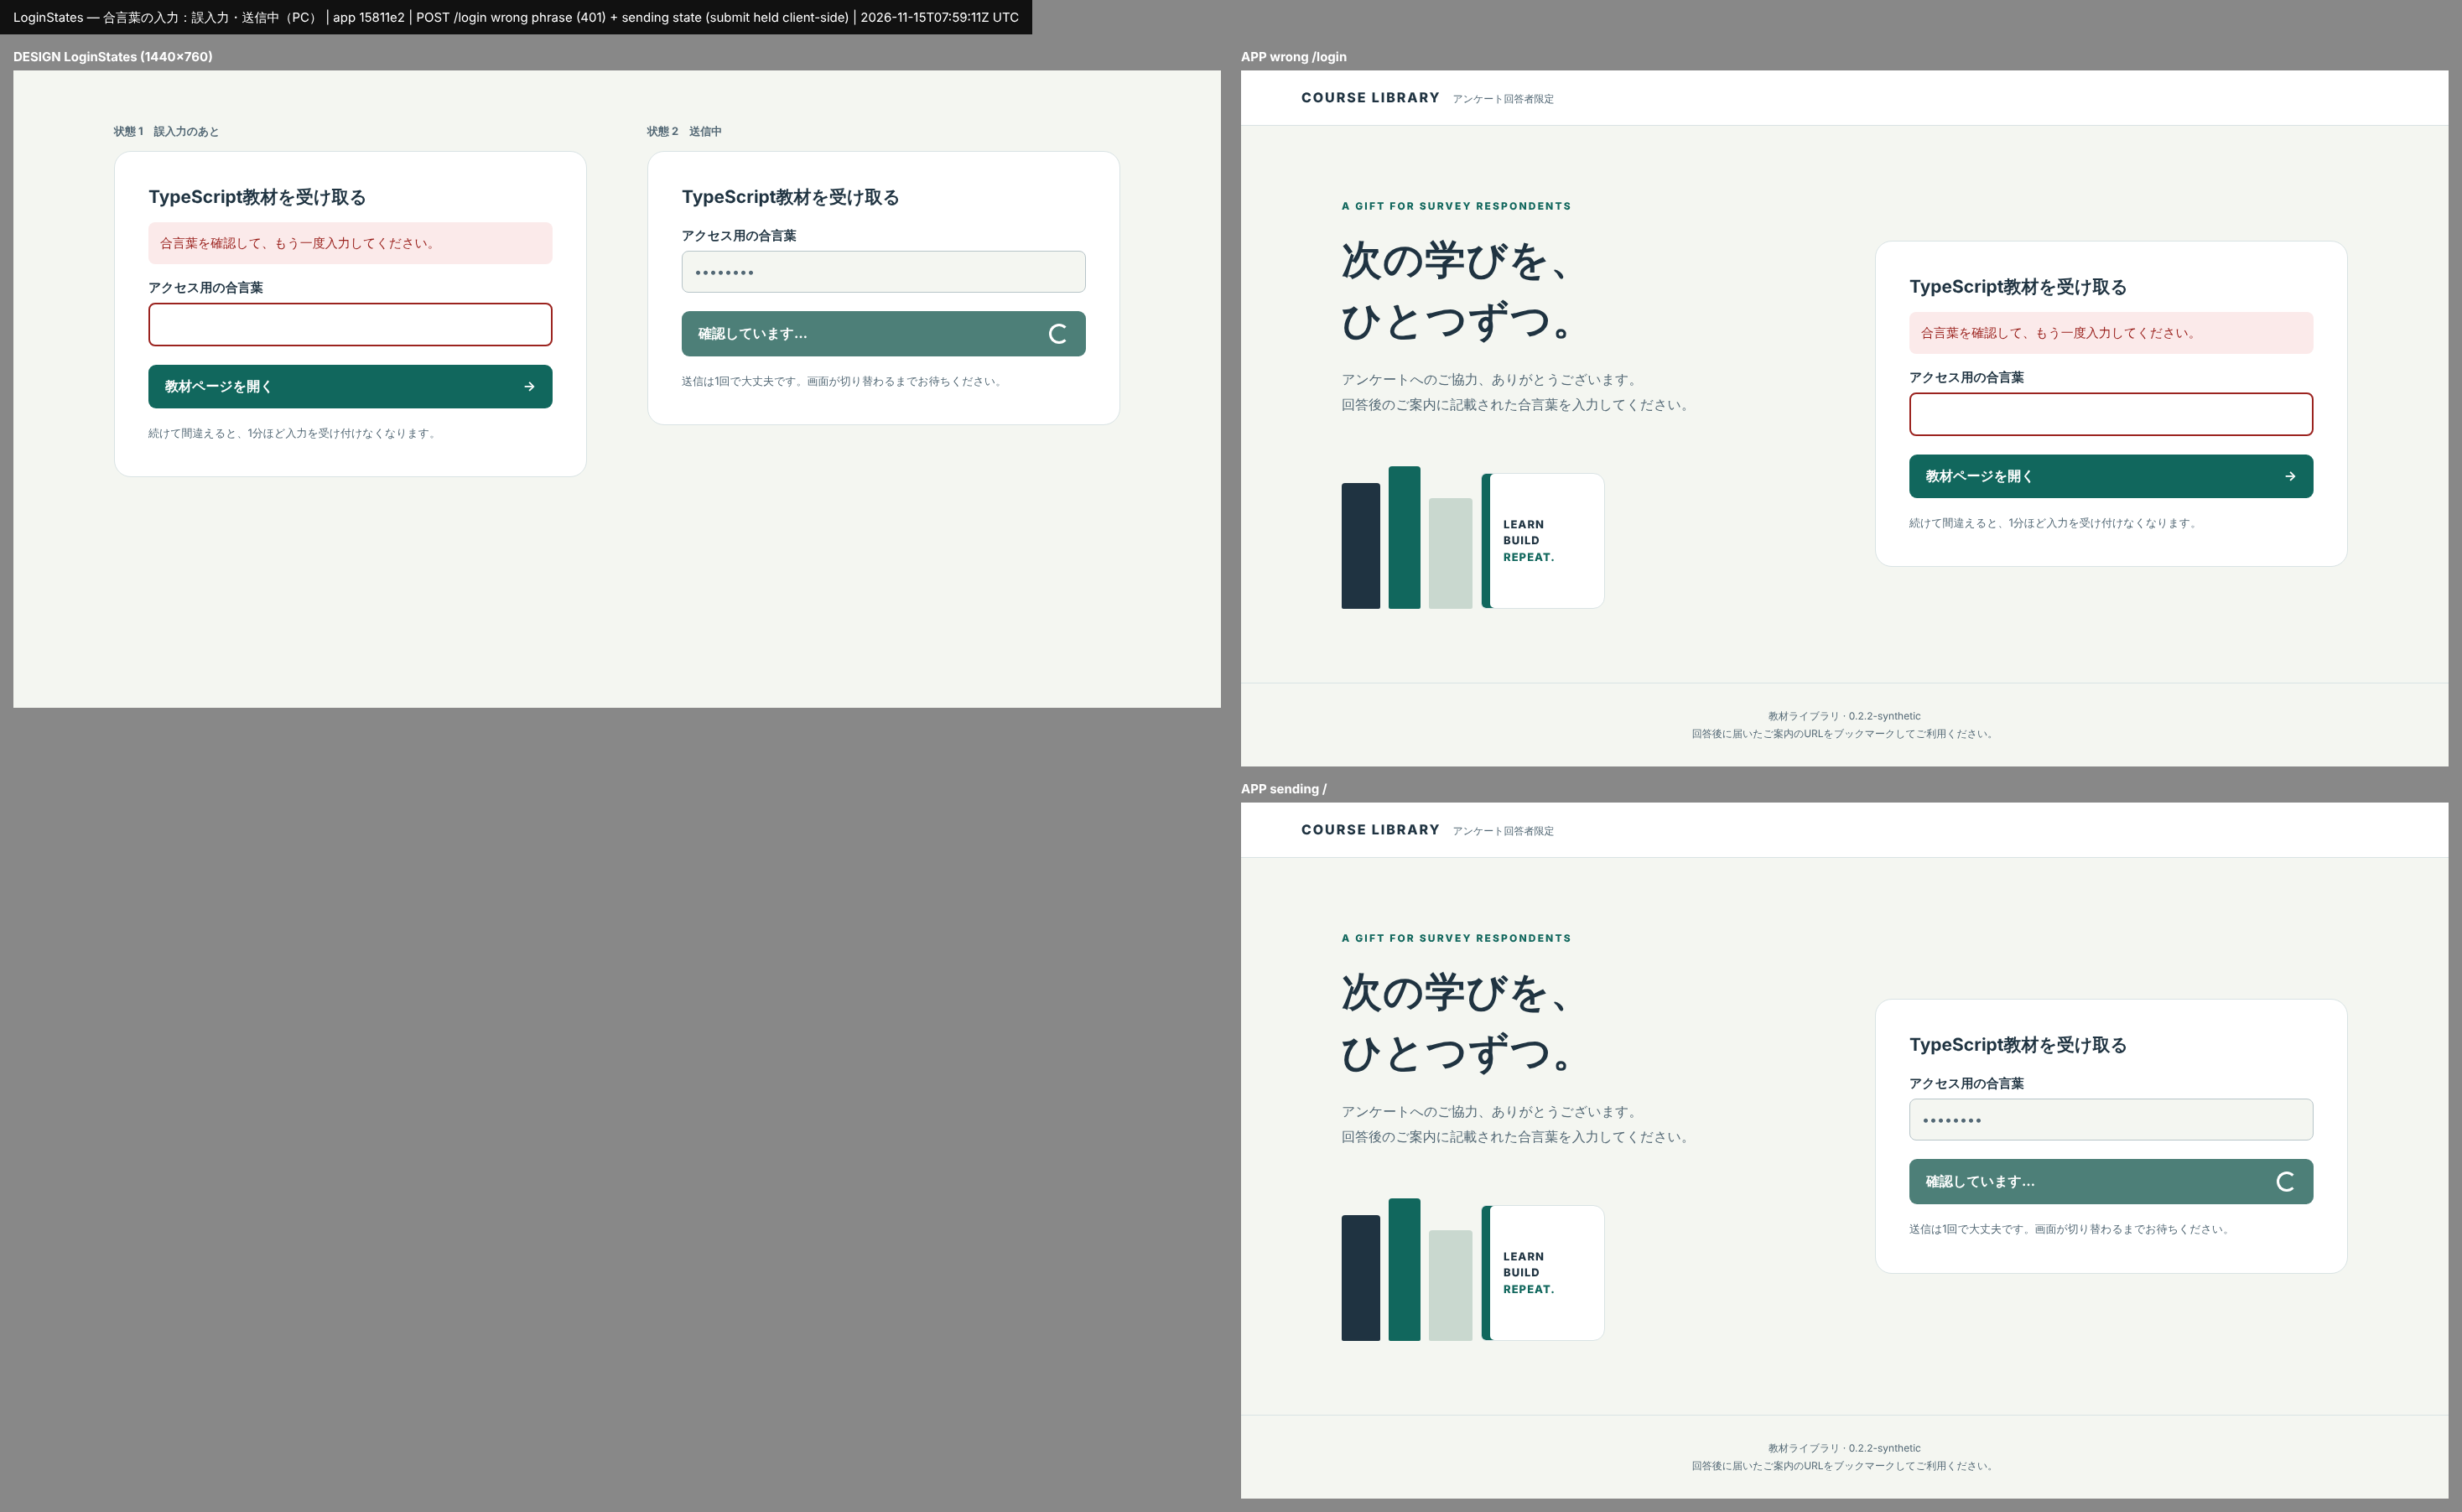 LoginStates — 合言葉の入力：誤入力・送信中（PC） | app 15811e2 | POST /login wrong phrase (401) + sending state (submit held client-side) | 2026-11-15T07:59:11Z UTC
DESIGN LoginStates (1440×760)
状態 1　誤入力のあと
TypeScript教材を受け取る
合言葉を確認して、もう一度入力してください。
アクセス用の合言葉
教材ページを開く →
続けて間違えると、1分ほど入力を受け付けなくなります。
状態 2　送信中
TypeScript教材を受け取る
アクセス用の合言葉
••••••••
確認しています…
送信は1回で大丈夫です。画面が切り替わるまでお待ちください。
APP wrong /login
COURSE LIBRARY アンケート回答者限定
A GIFT FOR SURVEY RESPONDENTS
次の学びを、
ひとつずつ。
アンケートへのご協力、ありがとうございます。
回答後のご案内に記載された合言葉を入力してください。
LEARN
BUILD
REPEAT.
TypeScript教材を受け取る
合言葉を確認して、もう一度入力してください。
アクセス用の合言葉
教材ページを開く →
続けて間違えると、1分ほど入力を受け付けなくなります。
教材ライブラリ · 0.2.2-synthetic
回答後に届いたご案内のURLをブックマークしてご利用ください。
APP sending /
COURSE LIBRARY アンケート回答者限定
A GIFT FOR SURVEY RESPONDENTS
次の学びを、
ひとつずつ。
アンケートへのご協力、ありがとうございます。
回答後のご案内に記載された合言葉を入力してください。
LEARN
BUILD
REPEAT.
TypeScript教材を受け取る
アクセス用の合言葉
••••••••
確認しています…
送信は1回で大丈夫です。画面が切り替わるまでお待ちください。
教材ライブラリ · 0.2.2-synthetic
回答後に届いたご案内のURLをブックマークしてご利用ください。